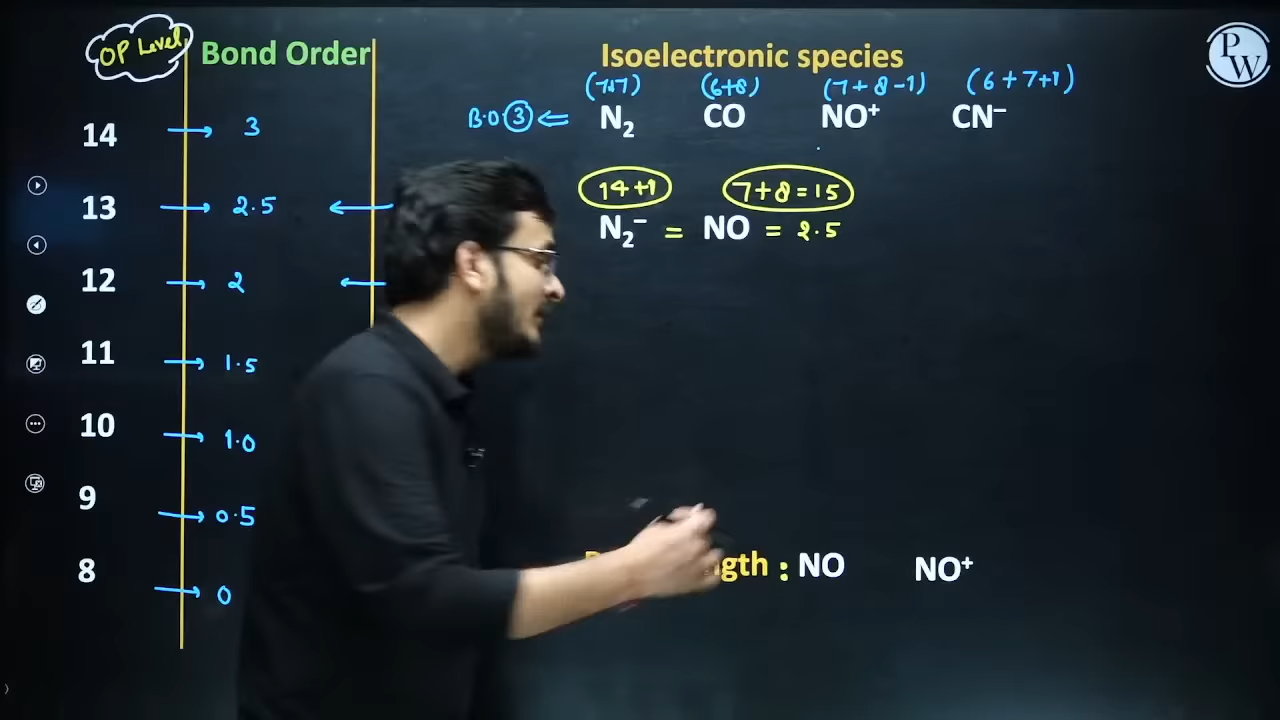 OP Level
Bond Order
14 → 3
13 → 2.5 ←
12 → 2 ←
11 → 1.5
10 → 1.0
9 → 0.5
8 → 0
Isoelectronic species
(7+7) (6+8) (7+8-1) (6+7+1)
B.O. 3 ⇐ N₂ CO NO⁺ CN⁻
14+1 7+8=15
N₂⁻ = NO = 2.5
: NO NO⁺
PW